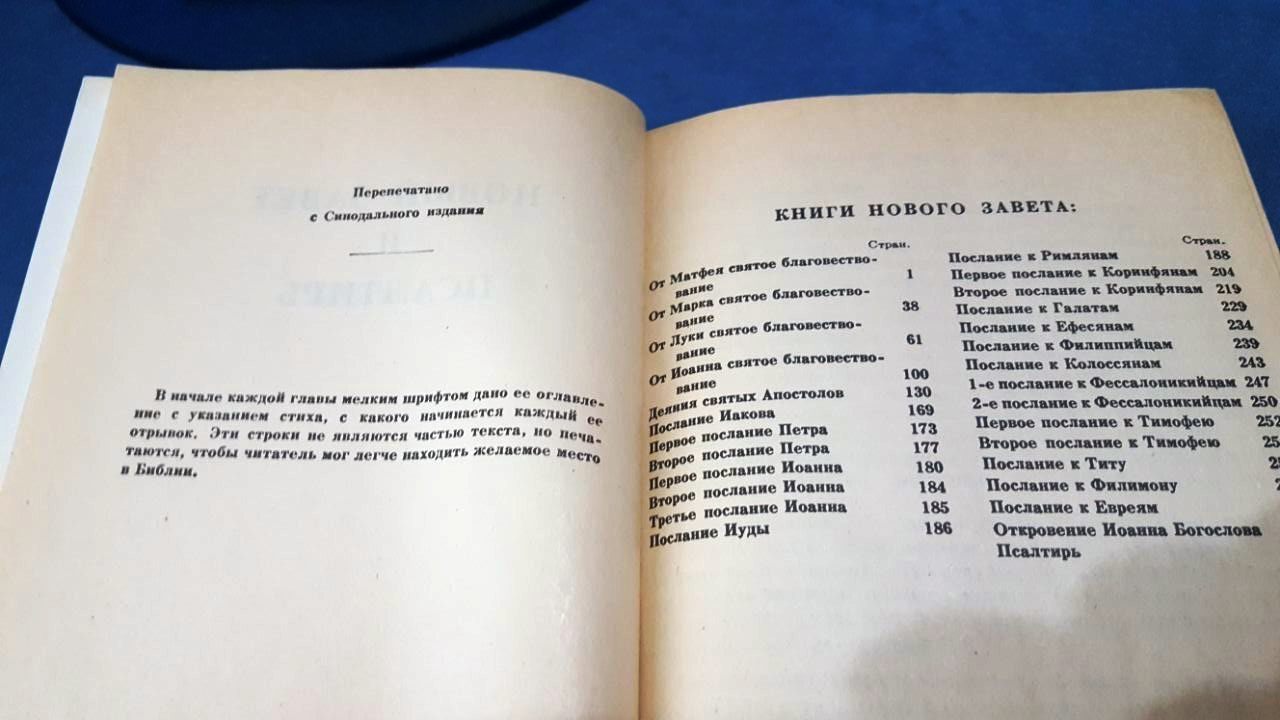 Перепечатано
с Синодального издания
В начале каждой главы мелким шрифтом дано ее оглавле-
ние с указанием стиха, с какого начинается каждый ее
отрывок. Эти строки не являются частью текста, но печа-
таются, чтобы читатель мог легче находить желаемое место
в Библии.
КНИГИ НОВОГО ЗАВЕТА:
Стран.
От Матфея святое благовество-
вание 1
От Марка святое благовество-
вание 38
От Луки святое благовество-
вание 61
От Иоанна святое благовество-
вание 100
Деяния святых Апостолов 130
Послание Иакова 169
Первое послание Петра 173
Второе послание Петра 177
Первое послание Иоанна 180
Второе послание Иоанна 184
Третье послание Иоанна 185
Послание Иуды 186
Стран.
Послание к Римлянам 188
Первое послание к Коринфянам 204
Второе послание к Коринфянам 219
Послание к Галатам 229
Послание к Ефесянам 234
Послание к Филиппийцам 239
Послание к Колоссянам 243
1-е послание к Фессалоникийцам 247
2-е послание к Фессалоникийцам 250
Первое послание к Тимофею 252
Второе послание к Тимофею
Послание к Титу
Послание к Филимону
Послание к Евреям
Откровение Иоанна Богослова
Псалтирь